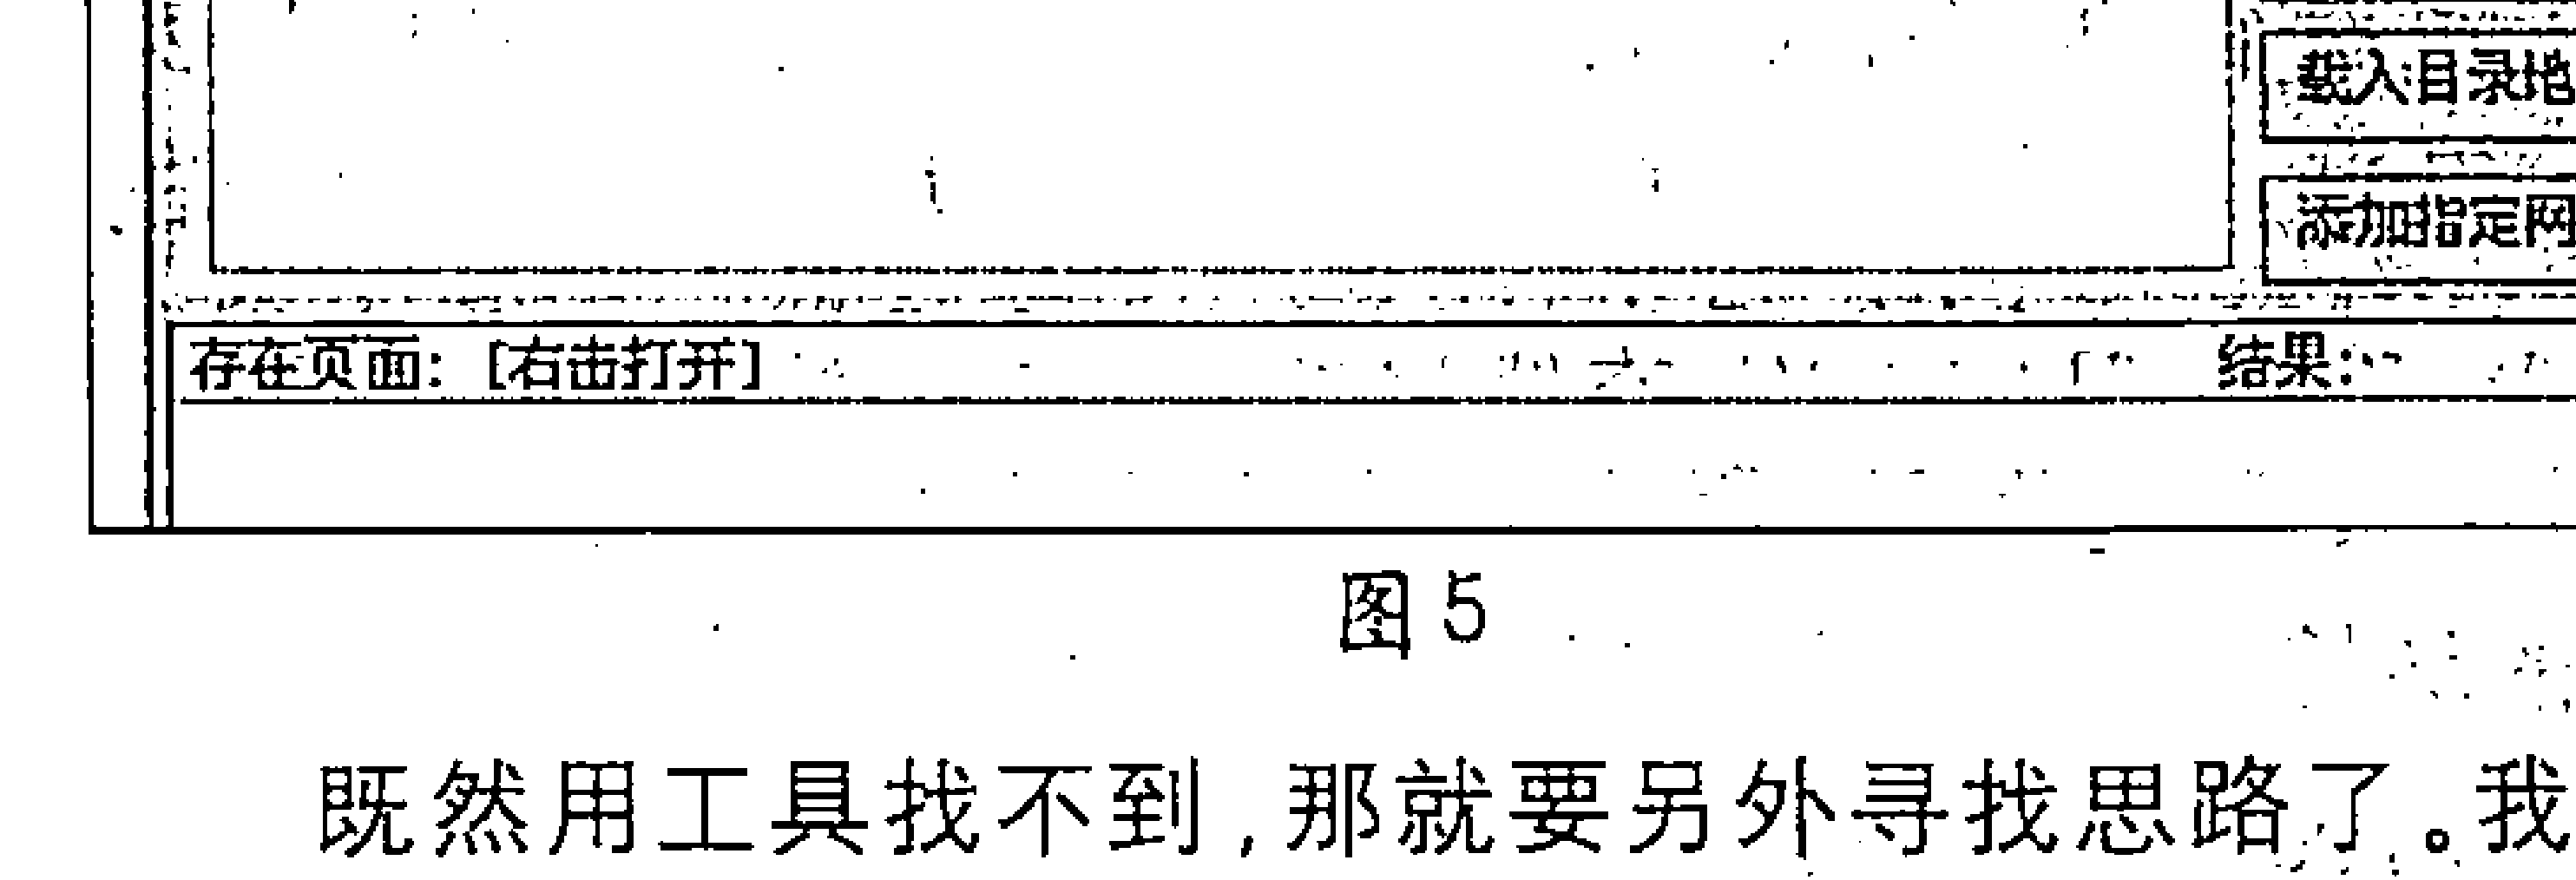 载入目录地
添加指定网
存在页面：[右击打开] 结果：
图5
既然用工具找不到，那就要另外寻找思路了。我